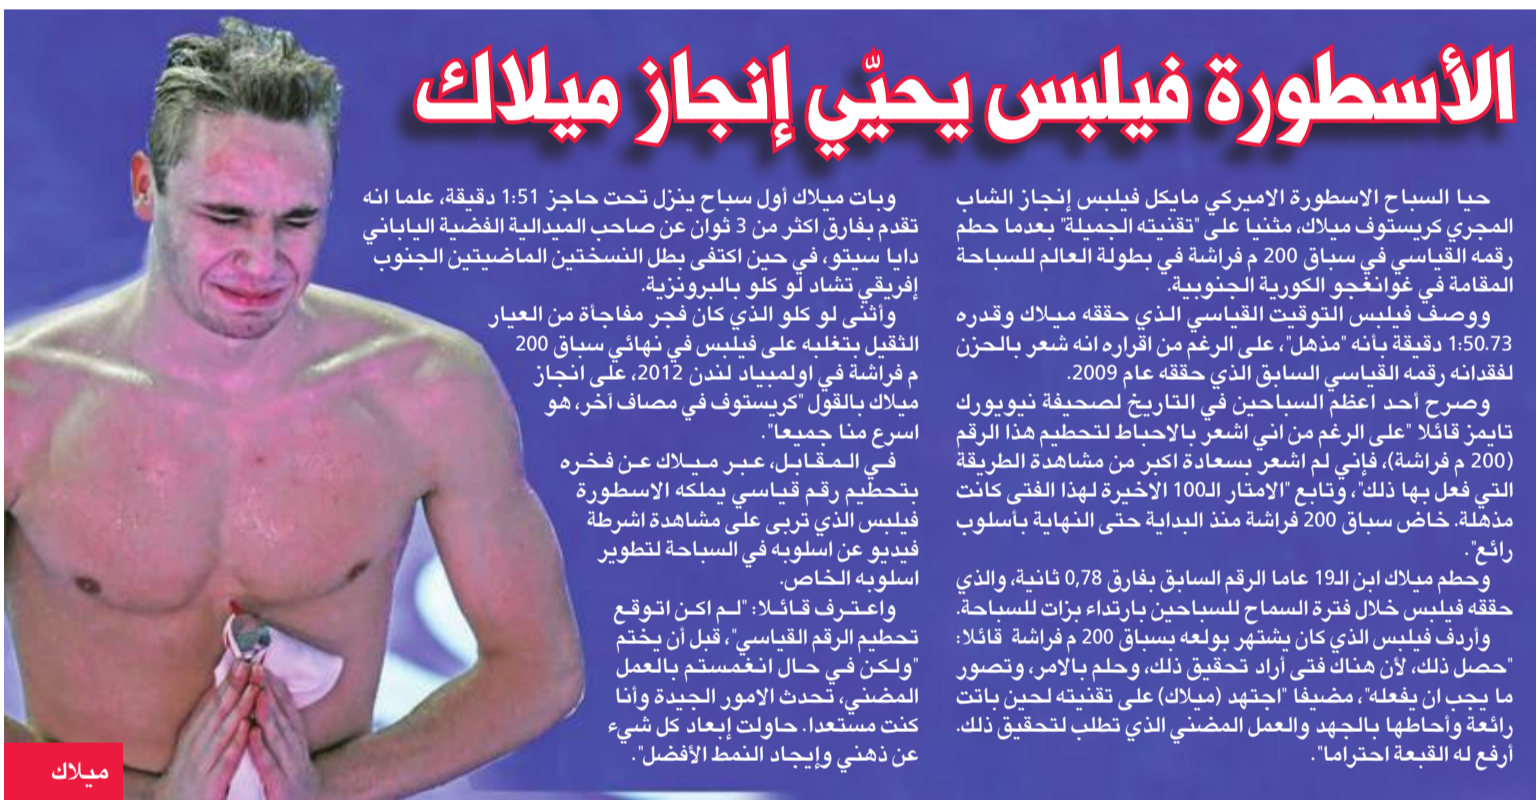 الأسطورة فيلبس يحيّي إنجاز ميلاك
حيا السباح الاسطورة الاميركي مايكل فيلبس إنجاز الشاب
المجري كريستوف ميلاك، مثنيا على "تقنيته الجميلة" بعدما حطم
رقمه القياسي في سباق 200 م فراشة في بطولة العالم للسباحة
المقامة في غوانغجو الكورية الجنوبية.
ووصف فيلبس التوقيت القياسي الذي حققه ميلاك وقدره
1:50.73 دقيقة بأنه "مذهل"، على الرغم من اقراره انه شعر بالحزن
لفقدانه رقمه القياسي السابق الذي حققه عام 2009.
وصرح أحد اعظم السباحين في التاريخ لصحيفة نيويورك
تايمز قائلا "على الرغم من اني اشعر بالاحباط لتحطيم هذا الرقم
(200 م فراشة)، فإني لم اشعر بسعادة اكبر من مشاهدة الطريقة
التي فعل بها ذلك"، وتابع "الامتار الـ100 الاخيرة لهذا الفتى كانت
مذهلة. خاض سباق 200 فراشة منذ البداية حتى النهاية بأسلوب
رائع".
وحطم ميلاك ابن الـ19 عاما الرقم السابق بفارق 0,78 ثانية، والذي
حققه فيلبس خلال فترة السماح للسباحين بارتداء بزات للسباحة.
وأردف فيلبس الذي كان يشتهر بولعه بسباق 200 م فراشة قائلا:
"حصل ذلك، لأن هناك فتى أراد تحقيق ذلك، وحلم بالامر، وتصور
ما يجب ان يفعله"، مضيفا "اجتهد (ميلاك) على تقنيته لحين باتت
رائعة وأحاطها بالجهد والعمل المضني الذي تطلب لتحقيق ذلك.
أرفع له القبعة احتراما".
وبات ميلاك أول سباح ينزل تحت حاجز 1:51 دقيقة، علما انه
تقدم بفارق اكثر من 3 ثوان عن صاحب الميدالية الفضية الياباني
دايا سيتو، في حين اكتفى بطل النسختين الماضيتين الجنوب
إفريقي تشاد لو كلو بالبرونزية.
وأثنى لو كلو الذي كان فجر مفاجأة من العيار
الثقيل بتغلبه على فيلبس في نهائي سباق 200
م فراشة في اولمبياد لندن 2012، على انجاز
ميلاك بالقول "كريستوف في مصاف آخر، هو
اسرع منا جميعا".
في المقابل، عبر ميلاك عن فخره
بتحطيم رقم قياسي يملكه الاسطورة
فيلبس الذي تربى على مشاهدة اشرطة
فيديو عن اسلوبه في السباحة لتطوير
اسلوبه الخاص.
واعترف قائلا: "لم اكن اتوقع
تحطيم الرقم القياسي"، قبل أن يختم
"ولكن في حال انغمستم بالعمل
المضني، تحدث الامور الجيدة وأنا
كنت مستعدا. حاولت إبعاد كل شيء
عن ذهني وإيجاد النمط الأفضل".
ميلاك